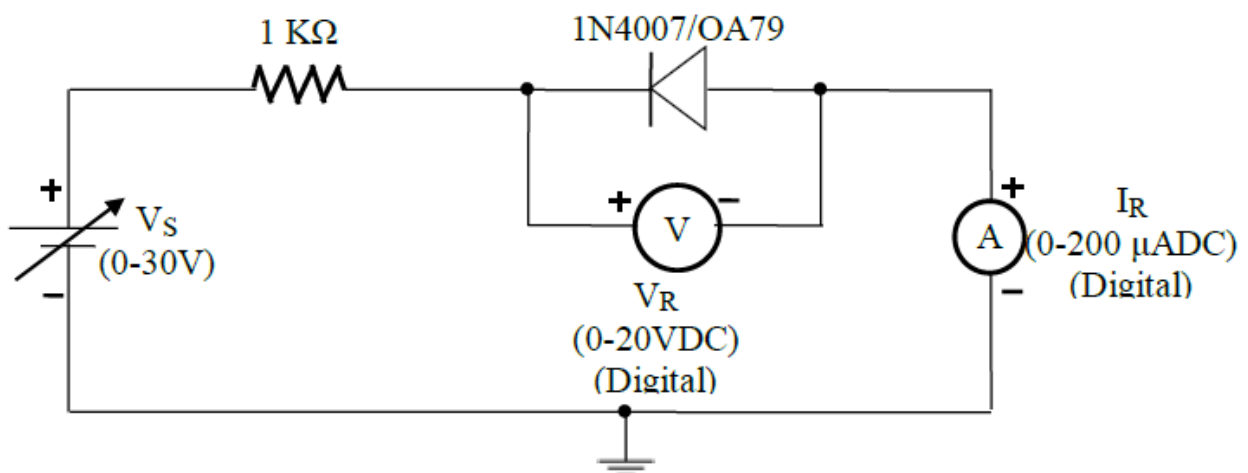 1 KΩ
1N4007/OA79
+
VS
(0-30V)
−
+
V
−
VR
(0-20VDC)
(Digital)
+
A
−
IR
(0-200 μADC)
(Digital)